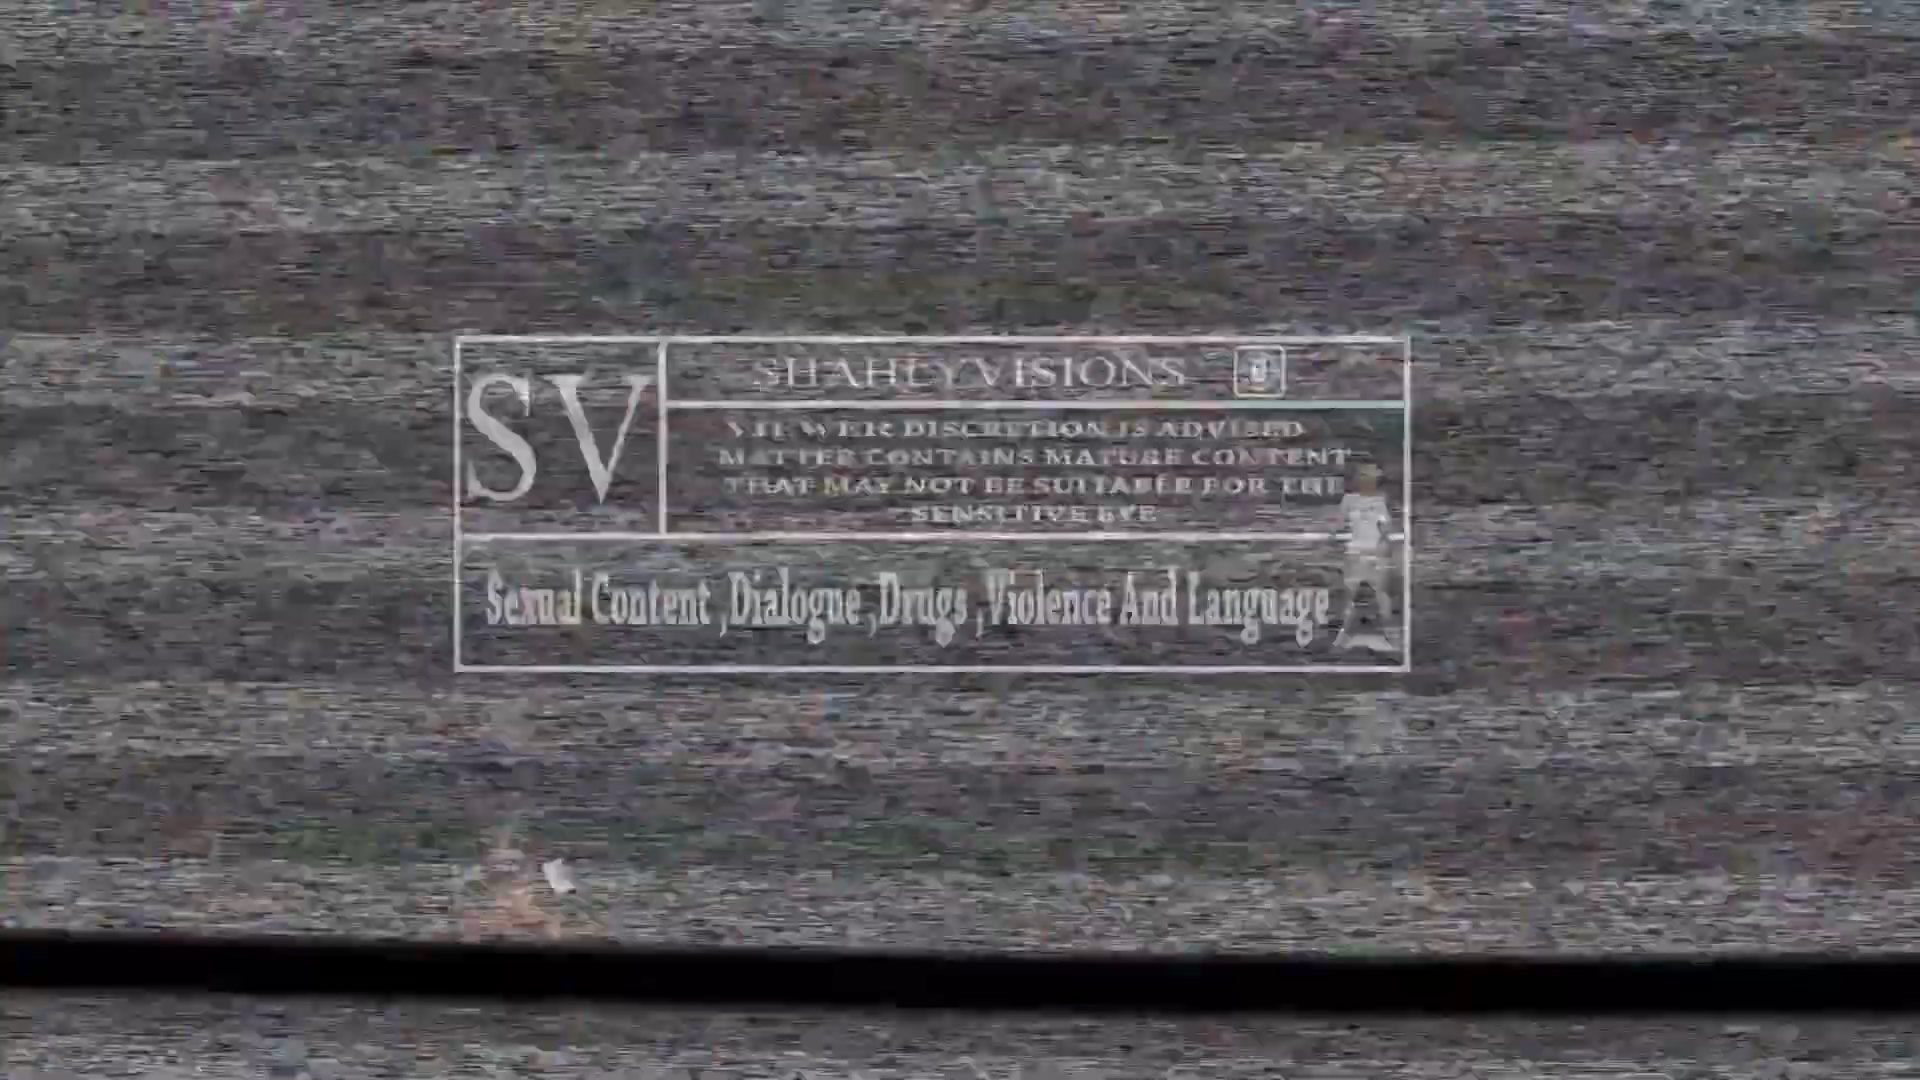 SV
SHAHLYVISIONS
VIEWER DISCRETION IS ADVISED
MATTER CONTAINS MATURE CONTENT
THAT MAY NOT BE SUITABLE FOR THE
SENSITIVE EYE
Sexual Content ,Dialogue ,Drugs ,Violence And Language